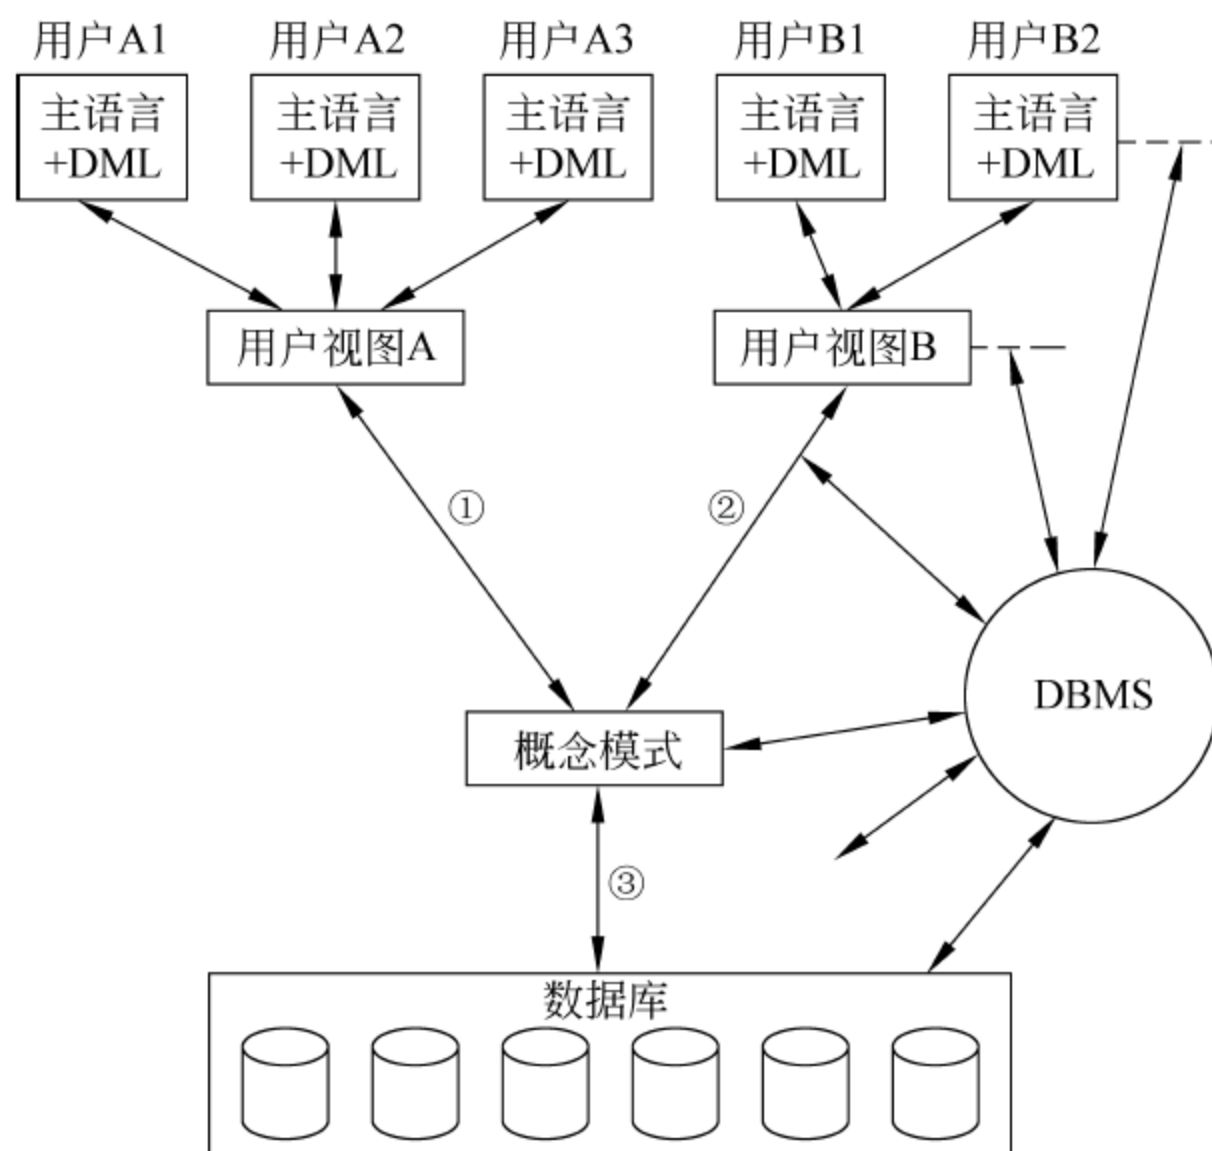 用户A1 用户A2 用户A3 用户B1 用户B2
主语言 主语言 主语言 主语言 主语言
+DML +DML +DML +DML +DML
用户视图A 用户视图B
① ②
DBMS
概念模式
③
数据库